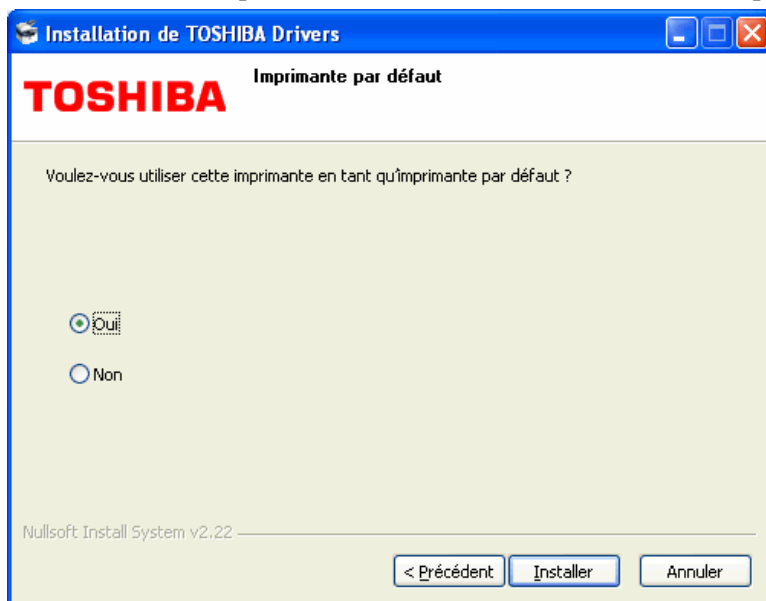 Installation de TOSHIBA Drivers
TOSHIBA
Imprimante par défaut
Voulez-vous utiliser cette imprimante en tant qu'imprimante par défaut ?
Oui
Non
Nullsoft Install System v2.22
< Précédent
Installer
Annuler